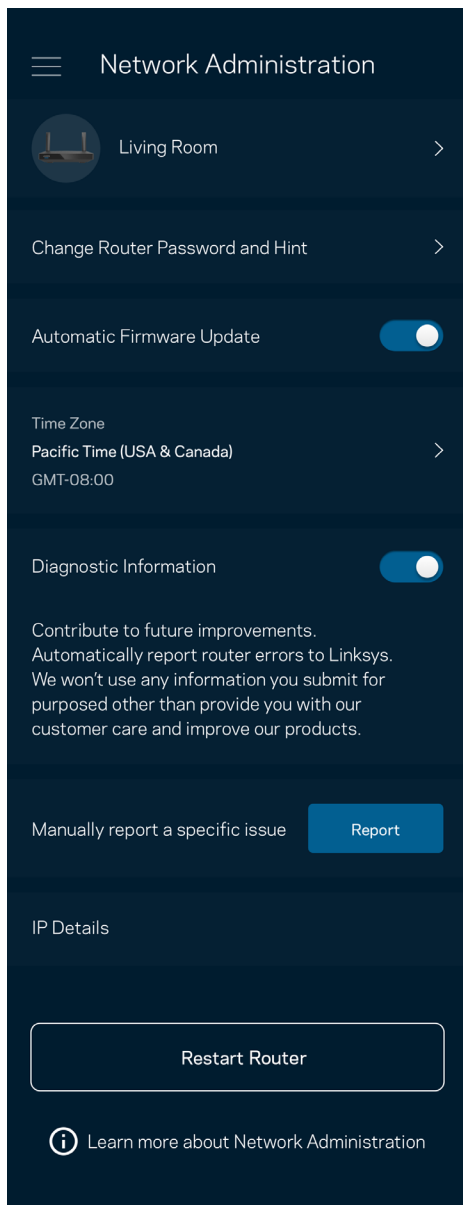 Network Administration
Living Room
Change Router Password and Hint
Automatic Firmware Update
Time Zone
Pacific Time (USA & Canada)
GMT-08:00
Diagnostic Information
Contribute to future improvements.
Automatically report router errors to Linksys.
We won't use any information you submit for
purposed other than provide you with our
customer care and improve our products.
Manually report a specific issue
Report
IP Details
Restart Router
Learn more about Network Administration